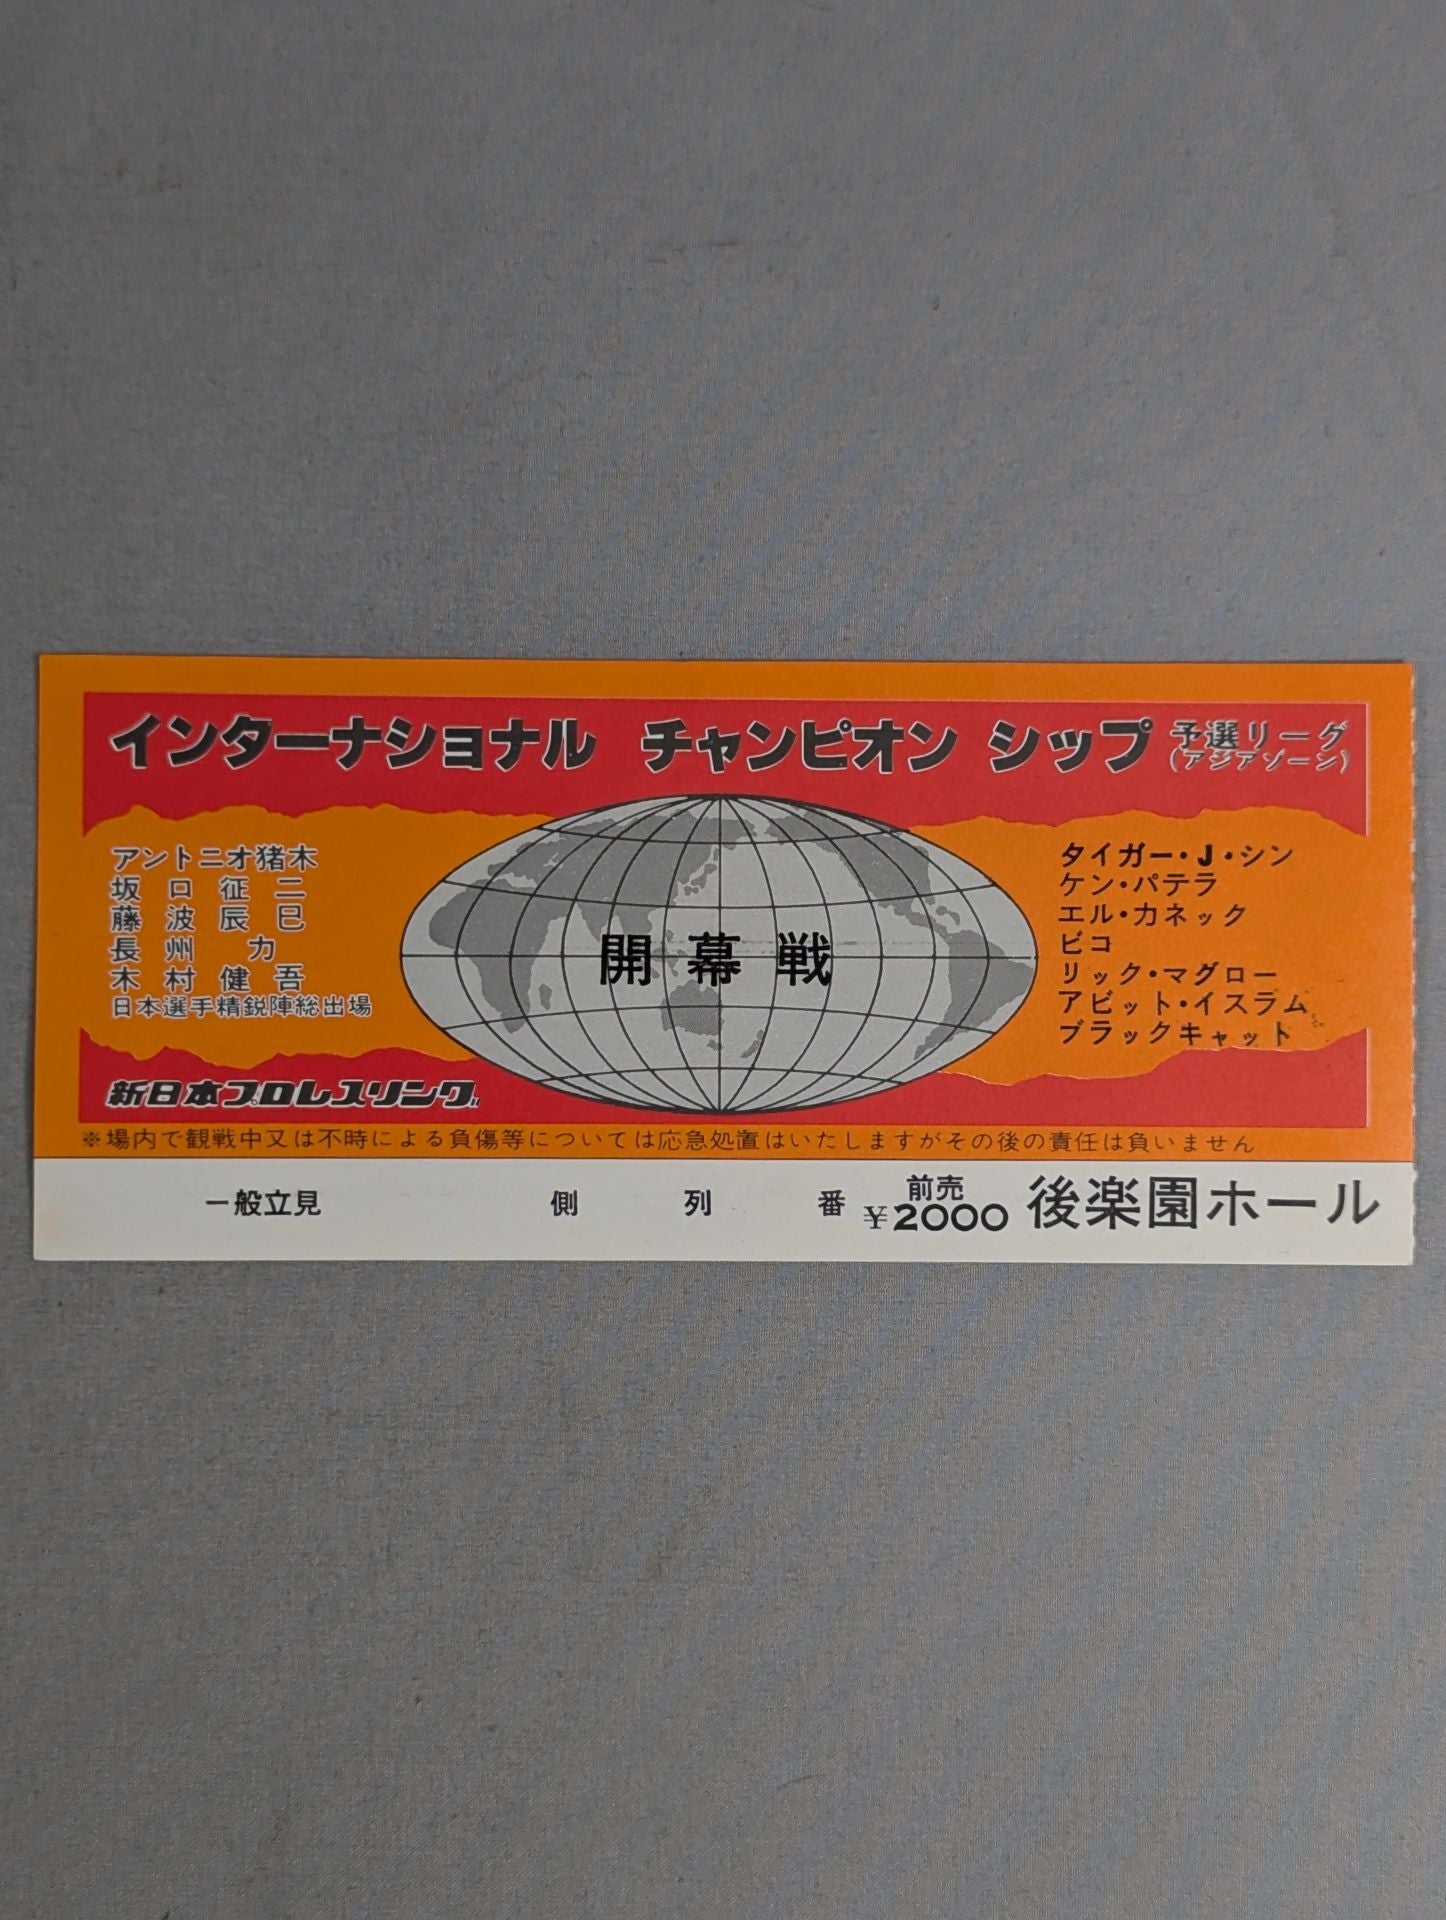 インターナショナル チャンピオン シップ 予選リーグ
(アジアゾーン)
アントニオ猪木
坂口征二
藤波辰巳
長州 力
木村健吾
日本選手精鋭陣総出場
開幕戦
タイガー・J・シン
ケン・パテラ
エル・カネック
ビコ
リック・マグロー
アビット・イスラム
ブラックキャット
新日本プロレスリング
※場内で観戦中又は不時による負傷等については応急処置はいたしますがその後の責任は負いません
一般立見 側 列 番 前売 ¥2000 後楽園ホール